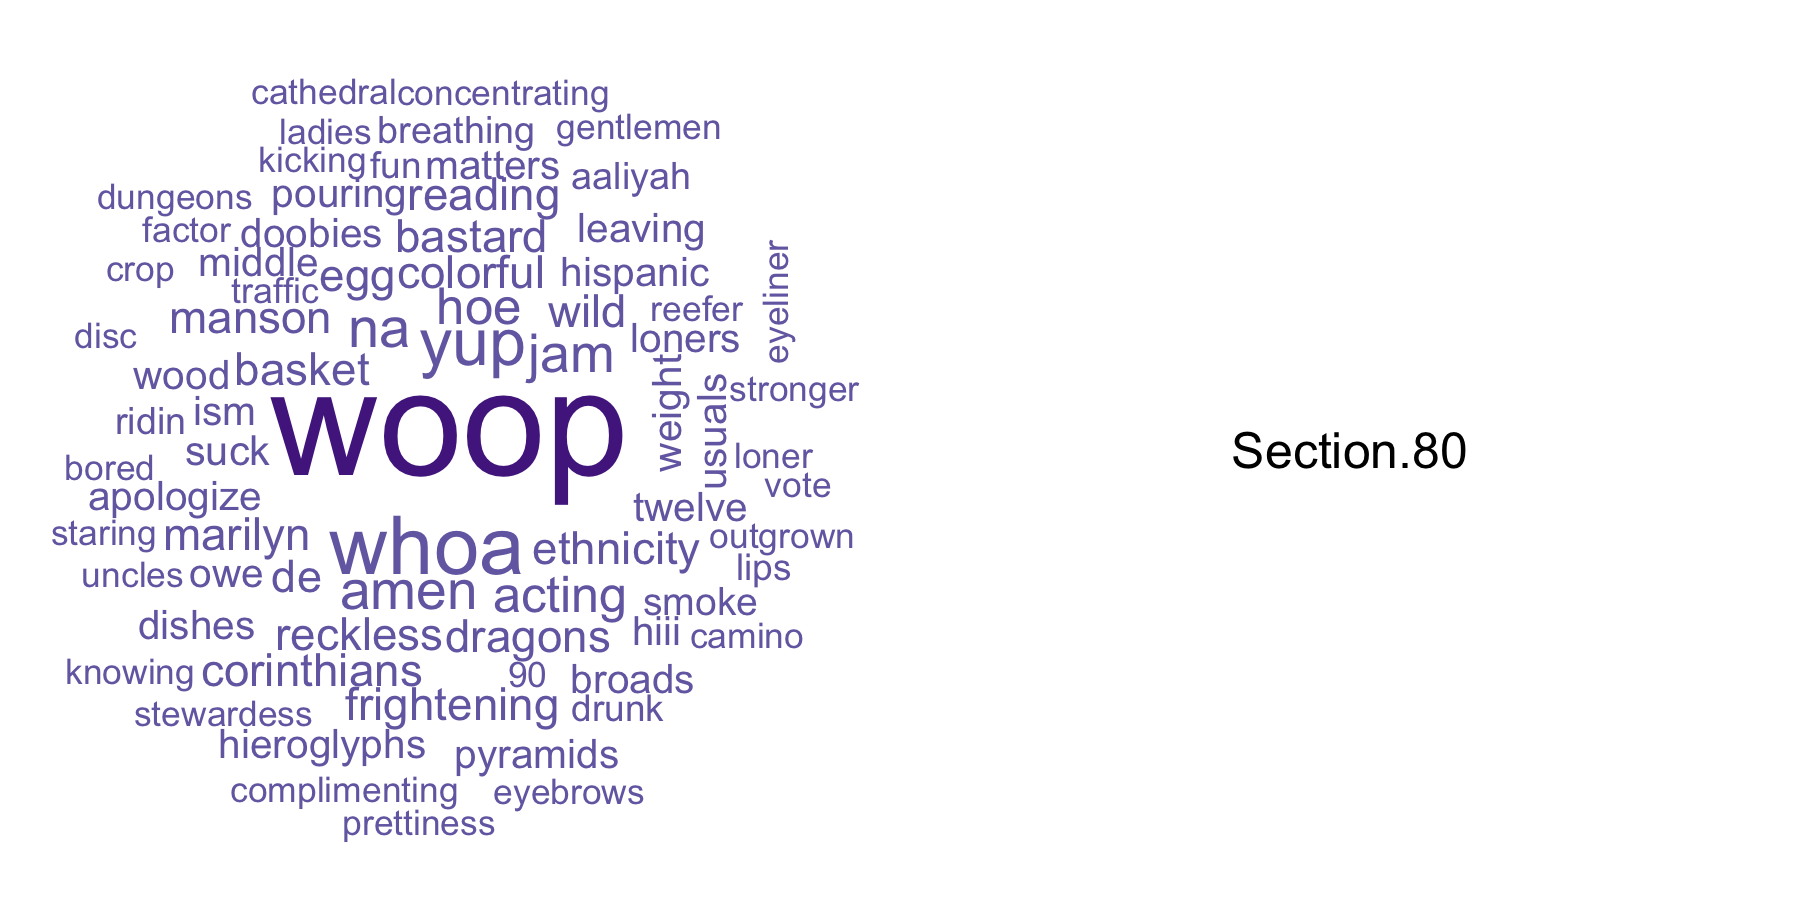 cathedral concentrating
ladies breathing gentlemen
kicking fun matters aaliyah
dungeons pouring reading
factor doobies bastard leaving
crop middle egg colorful hispanic eyeliner
traffic hoe wild reefer
disc manson na yup jam loners
wood basket weight usuals stronger
ridin ism woop
bored suck loner
apologize twelve vote
staring marilyn whoa ethnicity outgrown
uncles owe de amen acting smoke lips
dishes reckless dragons hiii camino
knowing corinthians 90 broads
stewardess frightening drunk
hieroglyphs pyramids
complimenting eyebrows
prettiness
Section.80